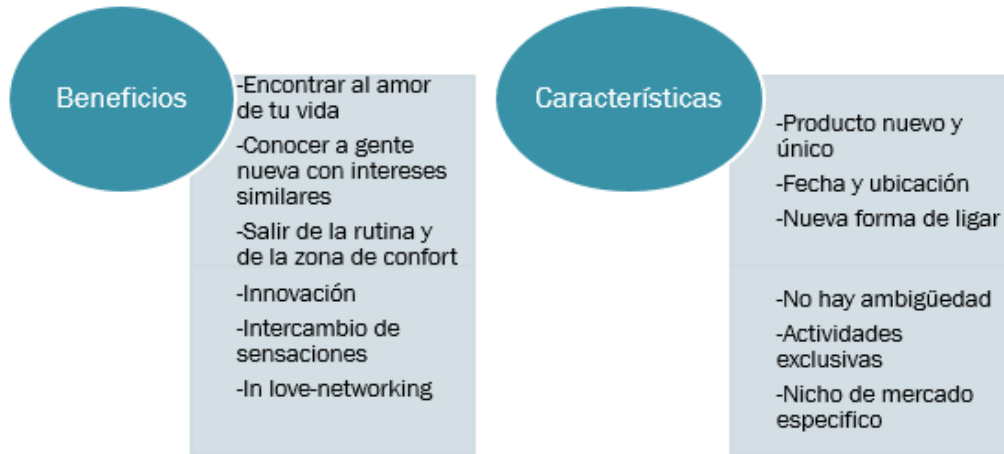 Beneficios
-Encontrar al amor
de tu vida
-Conocer a gente
nueva con intereses
similares
-Salir de la rutina y
de la zona de confort
-Innovación
-Intercambio de
sensaciones
-In love-networking
Características
-Producto nuevo y
único
-Fecha y ubicación
-Nueva forma de ligar
-No hay ambigüedad
-Actividades
exclusivas
-Nicho de mercado
especifico